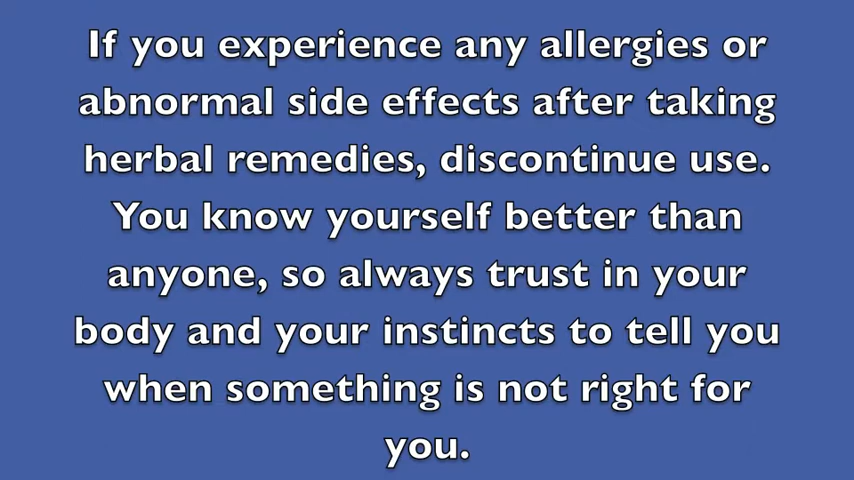 If you experience any allergies or
abnormal side effects after taking
herbal remedies, discontinue use.
You know yourself better than
anyone, so always trust in your
body and your instincts to tell you
when something is not right for
you.